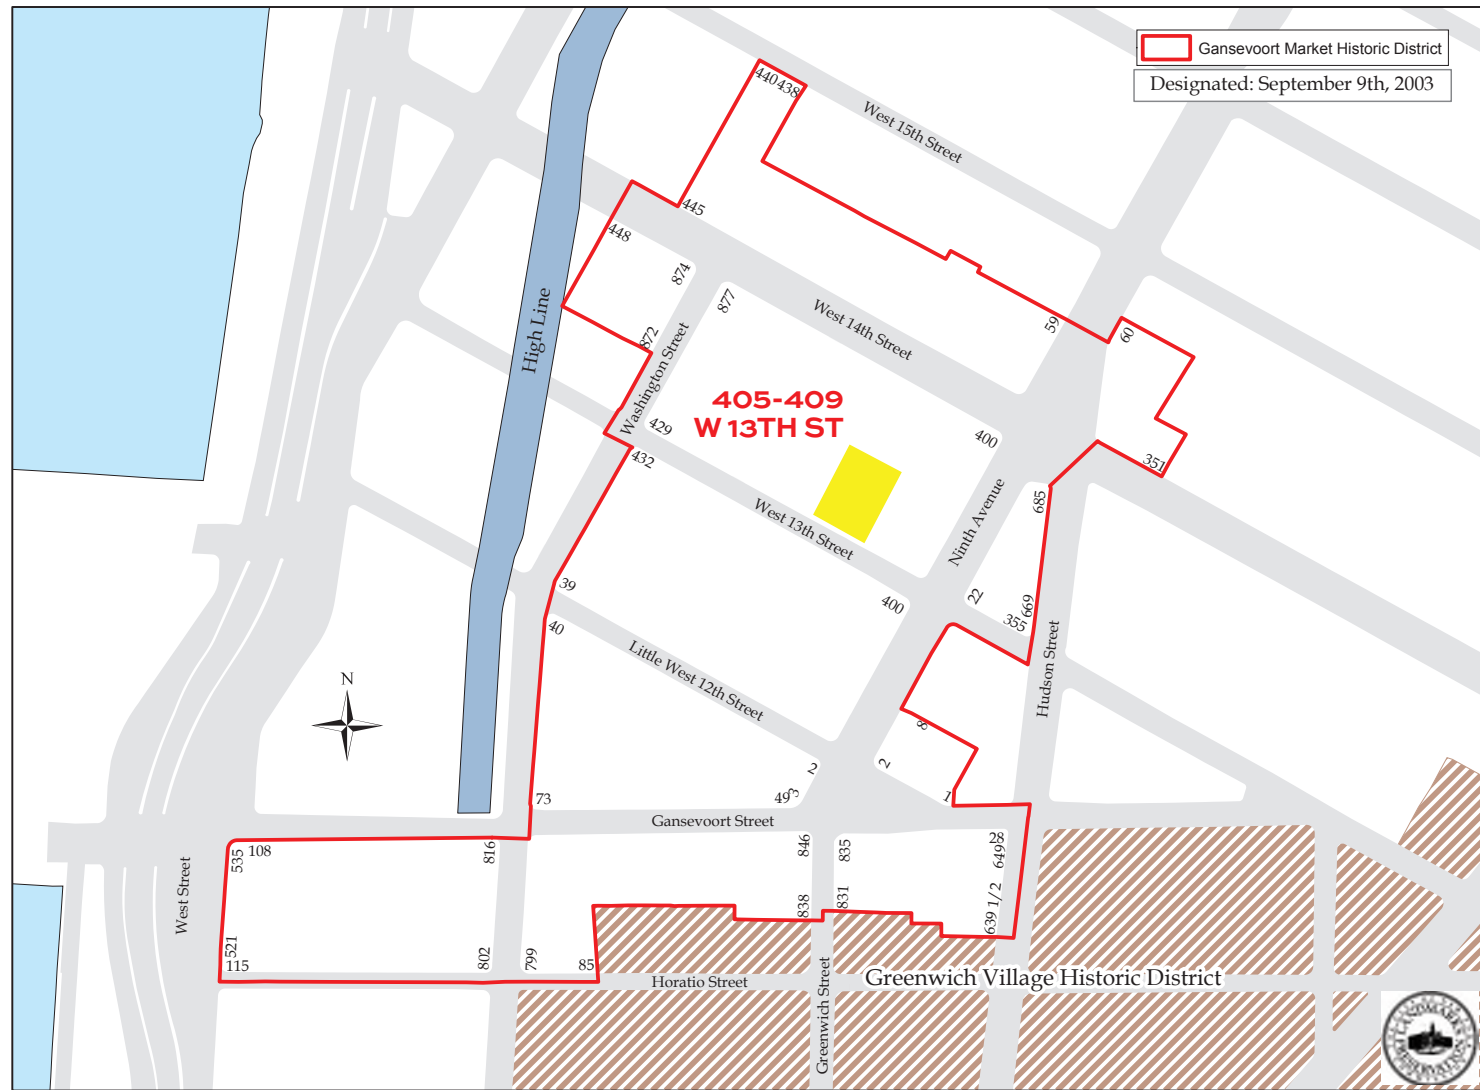 Gansevoort Market Historic District
Designated: September 9th, 2003
440
438
West 15th Street
445
448
874
877
West 14th Street
59
60
High Line
872
Washington Street
405-409
W 13TH ST
429
432
400
351
685
West 13th Street
Ninth Avenue
39
40
400
22
669
355
N
Little West 12th Street
Hudson Street
8
2
2
73
49
3
1
Gansevoort Street
535
108
816
846
835
28
649
West Street
838
831
639 1/2
521
115
802
799
85
Horatio Street
Greenwich Street
Greenwich Village Historic District
LANDMARKS
PRESERVATION